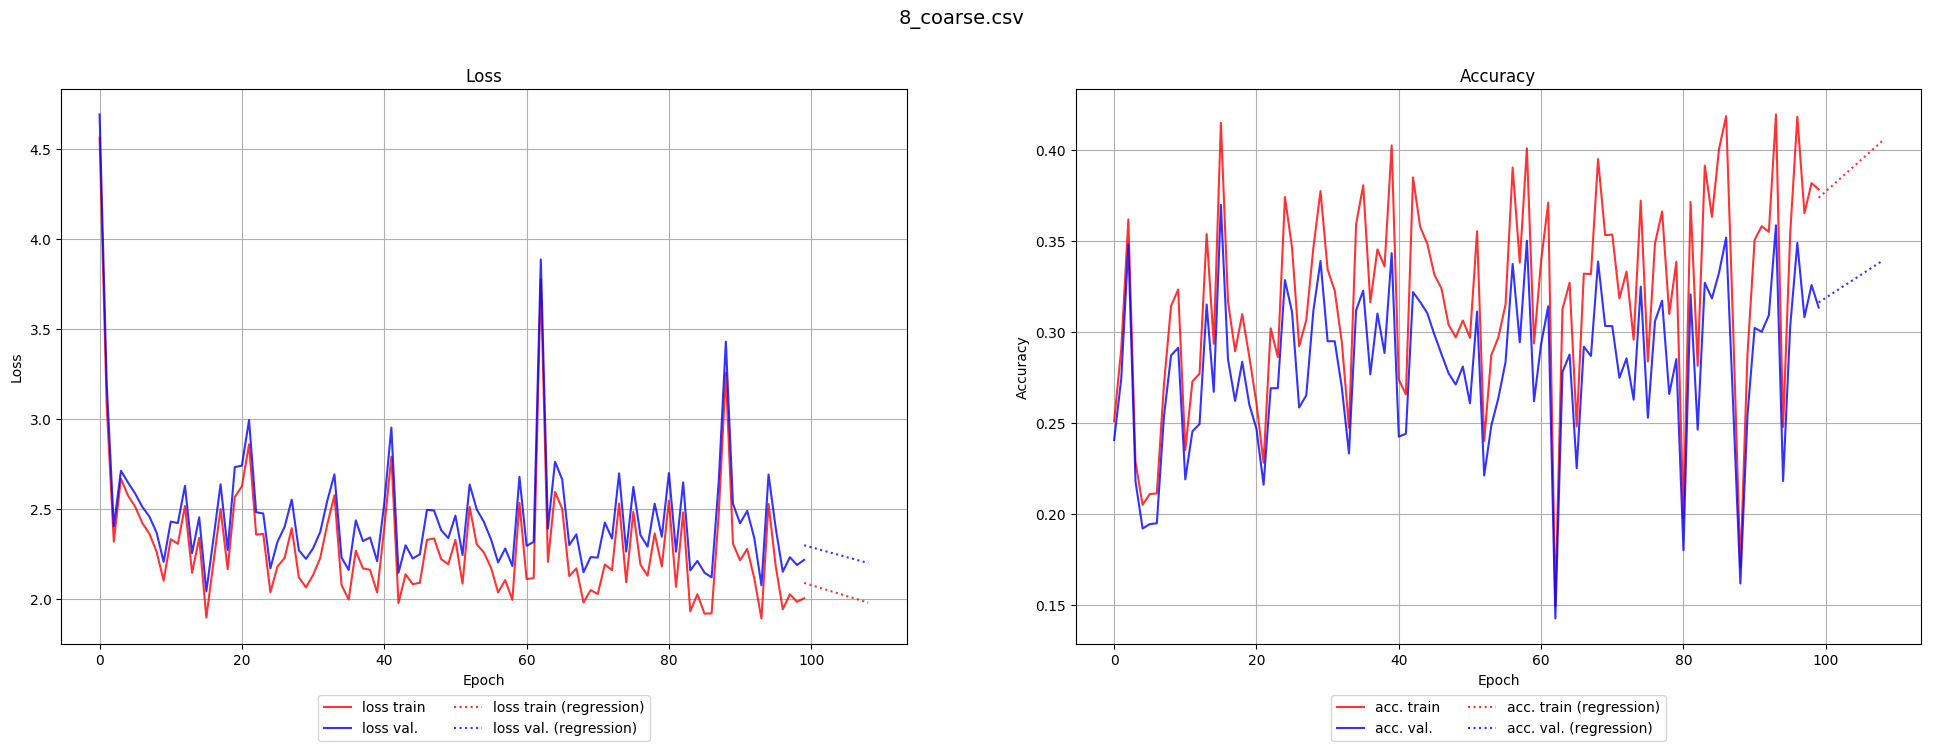 8_coarse.csv
Loss
Loss
4.5
4.0
3.5
3.0
2.5
2.0
0 20 40 60 80 100
Epoch
loss train loss train (regression)
loss val. loss val. (regression)
Accuracy
Accuracy
0.40
0.35
0.30
0.25
0.20
0.15
0 20 40 60 80 100
Epoch
acc. train acc. train (regression)
acc. val. acc. val. (regression)